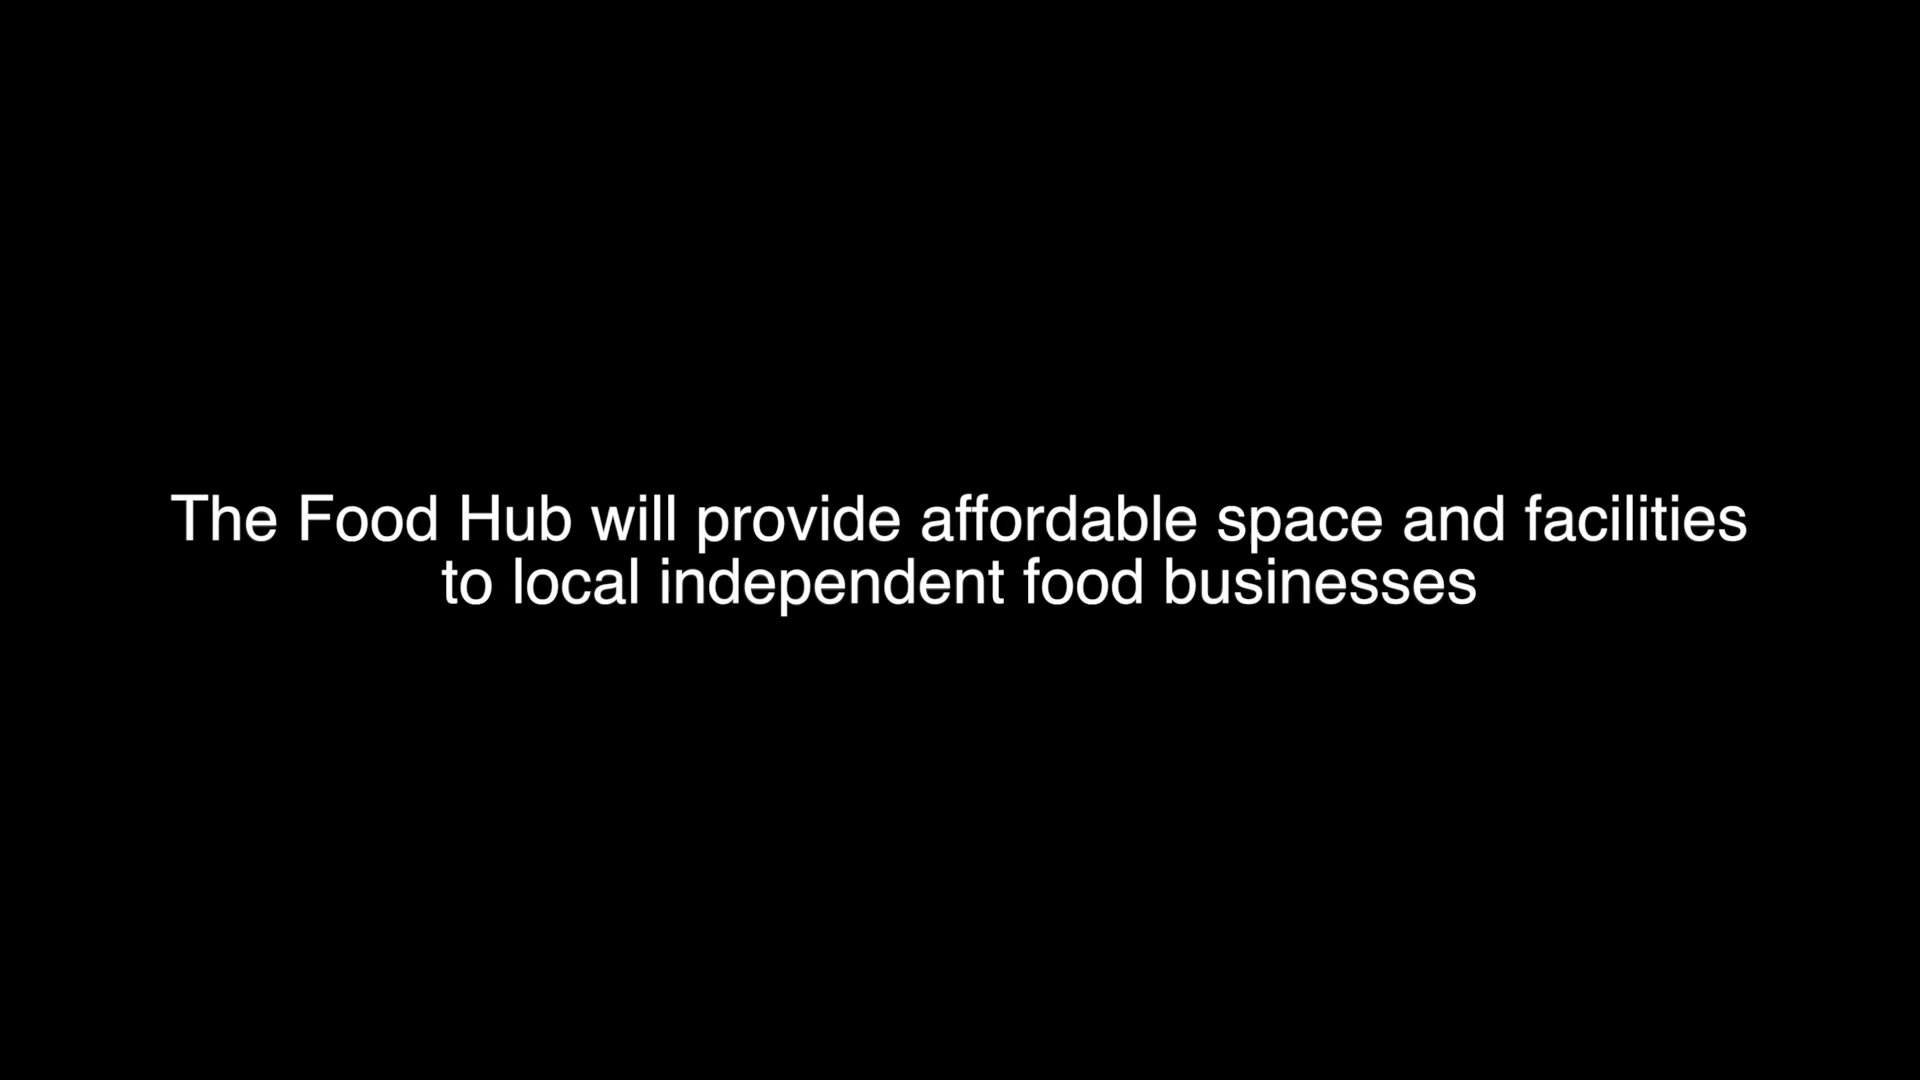 The Food Hub will provide affordable space and facilities
to local independent food businesses